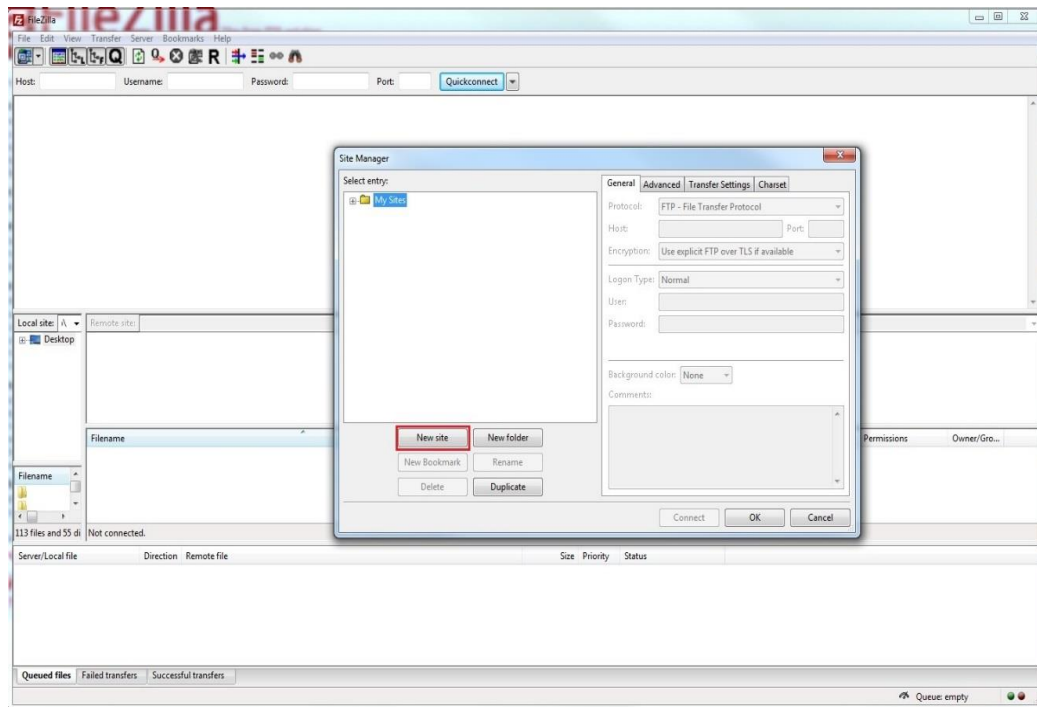 FileZilla
File Edit View Transfer Server Bookmarks Help
Host: Username: Password: Port: Quickconnect
Site Manager
Select entry:
My Sites
New site New folder
New Bookmark Rename
Delete Duplicate
General Advanced Transfer Settings Charset
Protocol: FTP - File Transfer Protocol
Host: Port:
Encryption: Use explicit FTP over TLS if available
Logon Type: Normal
User:
Password:
Background color: None
Comments:
Connect OK Cancel
Local site: \ Remote site:
Desktop
Filename Permissions Owner/Gro...
Filename
113 files and 55 di Not connected.
Server/Local file Direction Remote file Size Priority Status
Queued files Failed transfers Successful transfers
Queue: empty